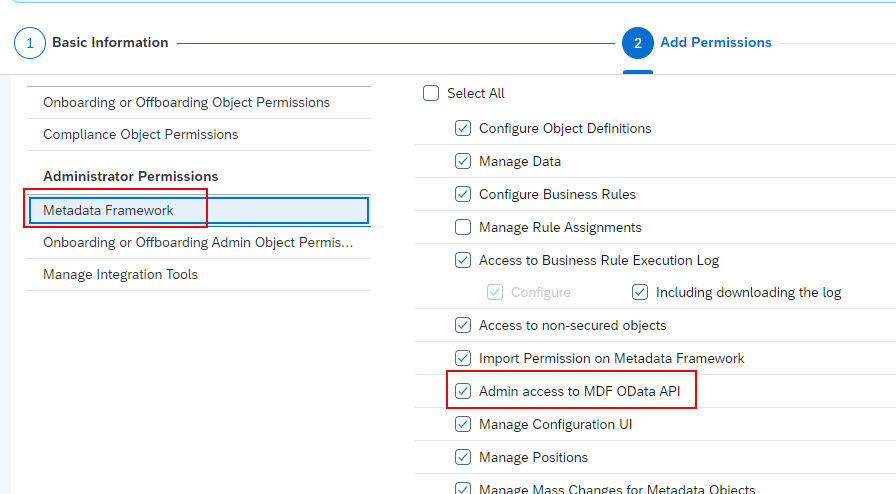 1 Basic Information
2 Add Permissions
Onboarding or Offboarding Object Permissions
Compliance Object Permissions
Administrator Permissions
Metadata Framework
Onboarding or Offboarding Admin Object Permis...
Manage Integration Tools
Select All
Configure Object Definitions
Manage Data
Configure Business Rules
Manage Rule Assignments
Access to Business Rule Execution Log
Configure
Including downloading the log
Access to non-secured objects
Import Permission on Metadata Framework
Admin access to MDF OData API
Manage Configuration UI
Manage Positions
Manage Mass Changes for Metadata Objects